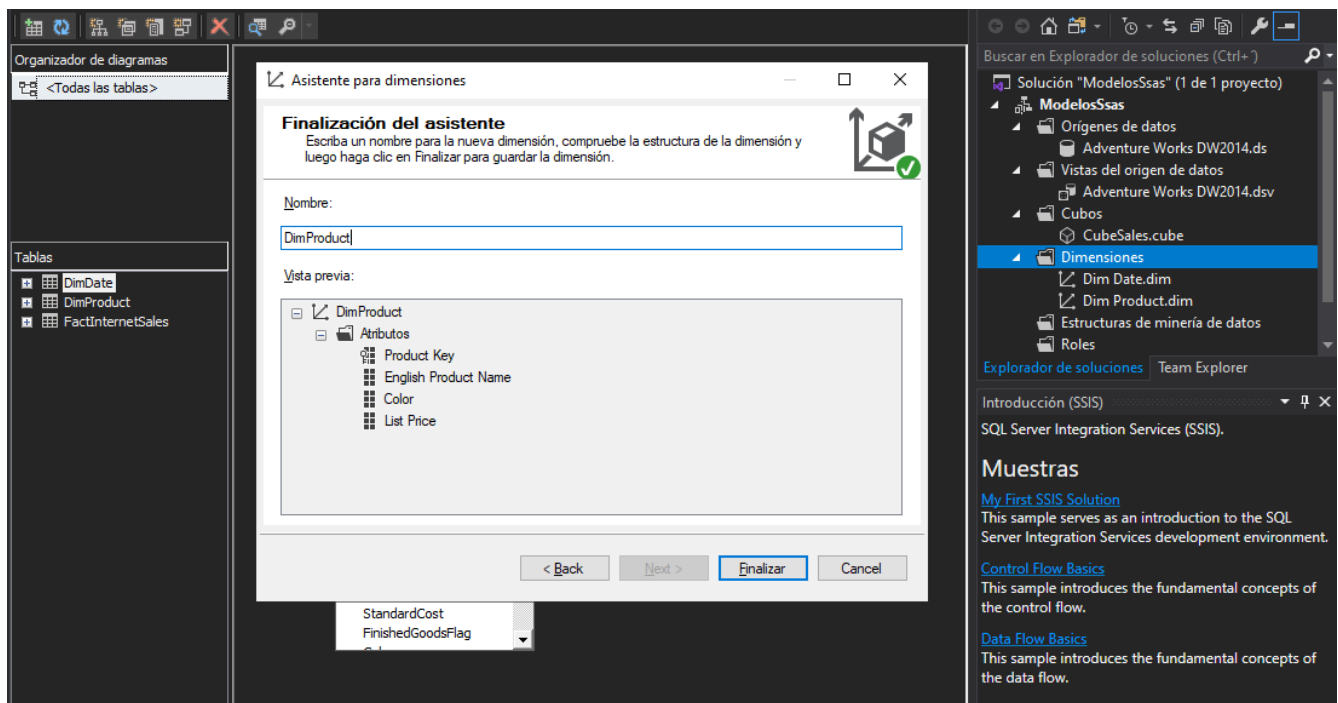 Organizador de diagramas
<Todas las tablas>
Tablas
DimDate
DimProduct
FactInternetSales
Asistente para dimensiones
Finalización del asistente
Escriba un nombre para la nueva dimensión, compruebe la estructura de la dimensión y
luego haga clic en Finalizar para guardar la dimensión.
Nombre:
DimProduct
Vista previa:
DimProduct
Atributos
Product Key
English Product Name
Color
List Price
< Back
Next >
Finalizar
Cancel
StandardCost
FinishedGoodsFlag
Buscar en Explorador de soluciones (Ctrl+´)
Solución "ModelosSsas" (1 de 1 proyecto)
ModelosSsas
Orígenes de datos
Adventure Works DW2014.ds
Vistas del origen de datos
Adventure Works DW2014.dsv
Cubos
CubeSales.cube
Dimensiones
Dim Date.dim
Dim Product.dim
Estructuras de minería de datos
Roles
Explorador de soluciones Team Explorer
Introducción (SSIS)
SQL Server Integration Services (SSIS).
Muestras
My First SSIS Solution
This sample serves as an introduction to the SQL
Server Integration Services development environment.
Control Flow Basics
This sample introduces the fundamental concepts of
the control flow.
Data Flow Basics
This sample introduces the fundamental concepts of
the data flow.